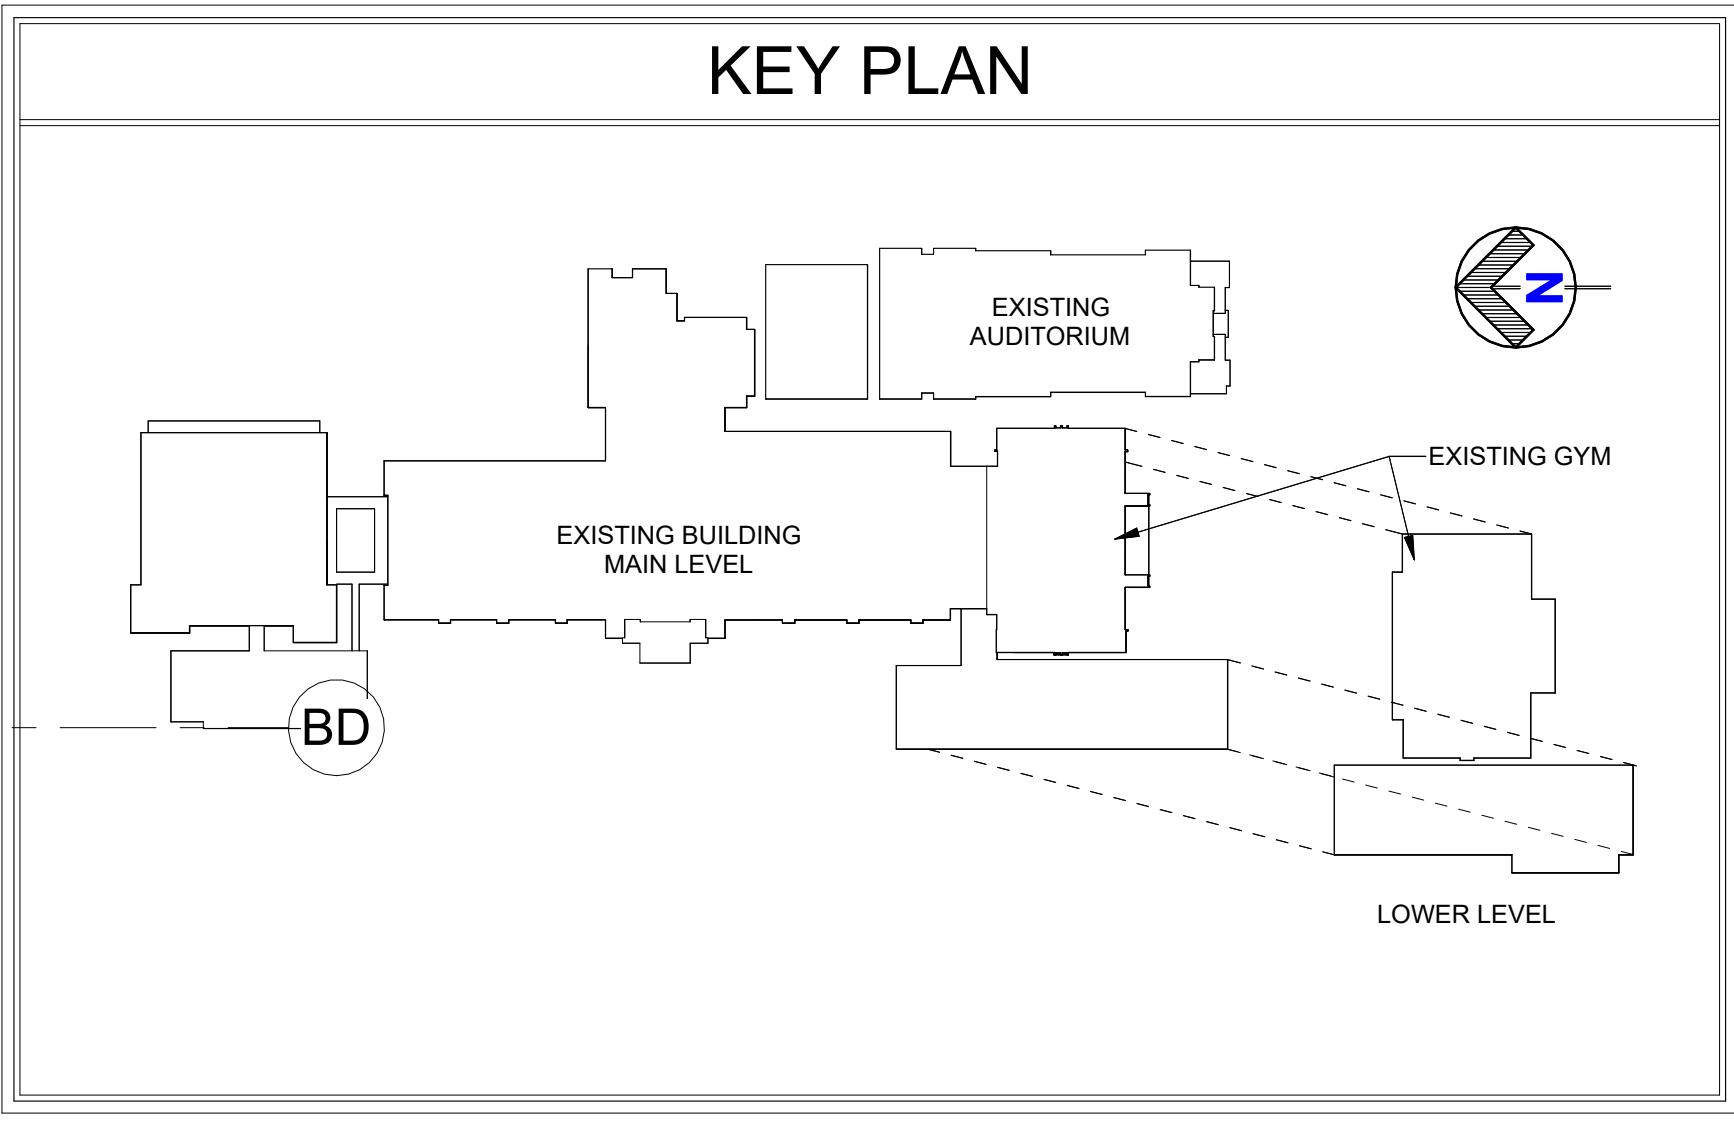 KEY PLAN
EXISTING
AUDITORIUM
N
EXISTING GYM
EXISTING BUILDING
MAIN LEVEL
BD
LOWER LEVEL